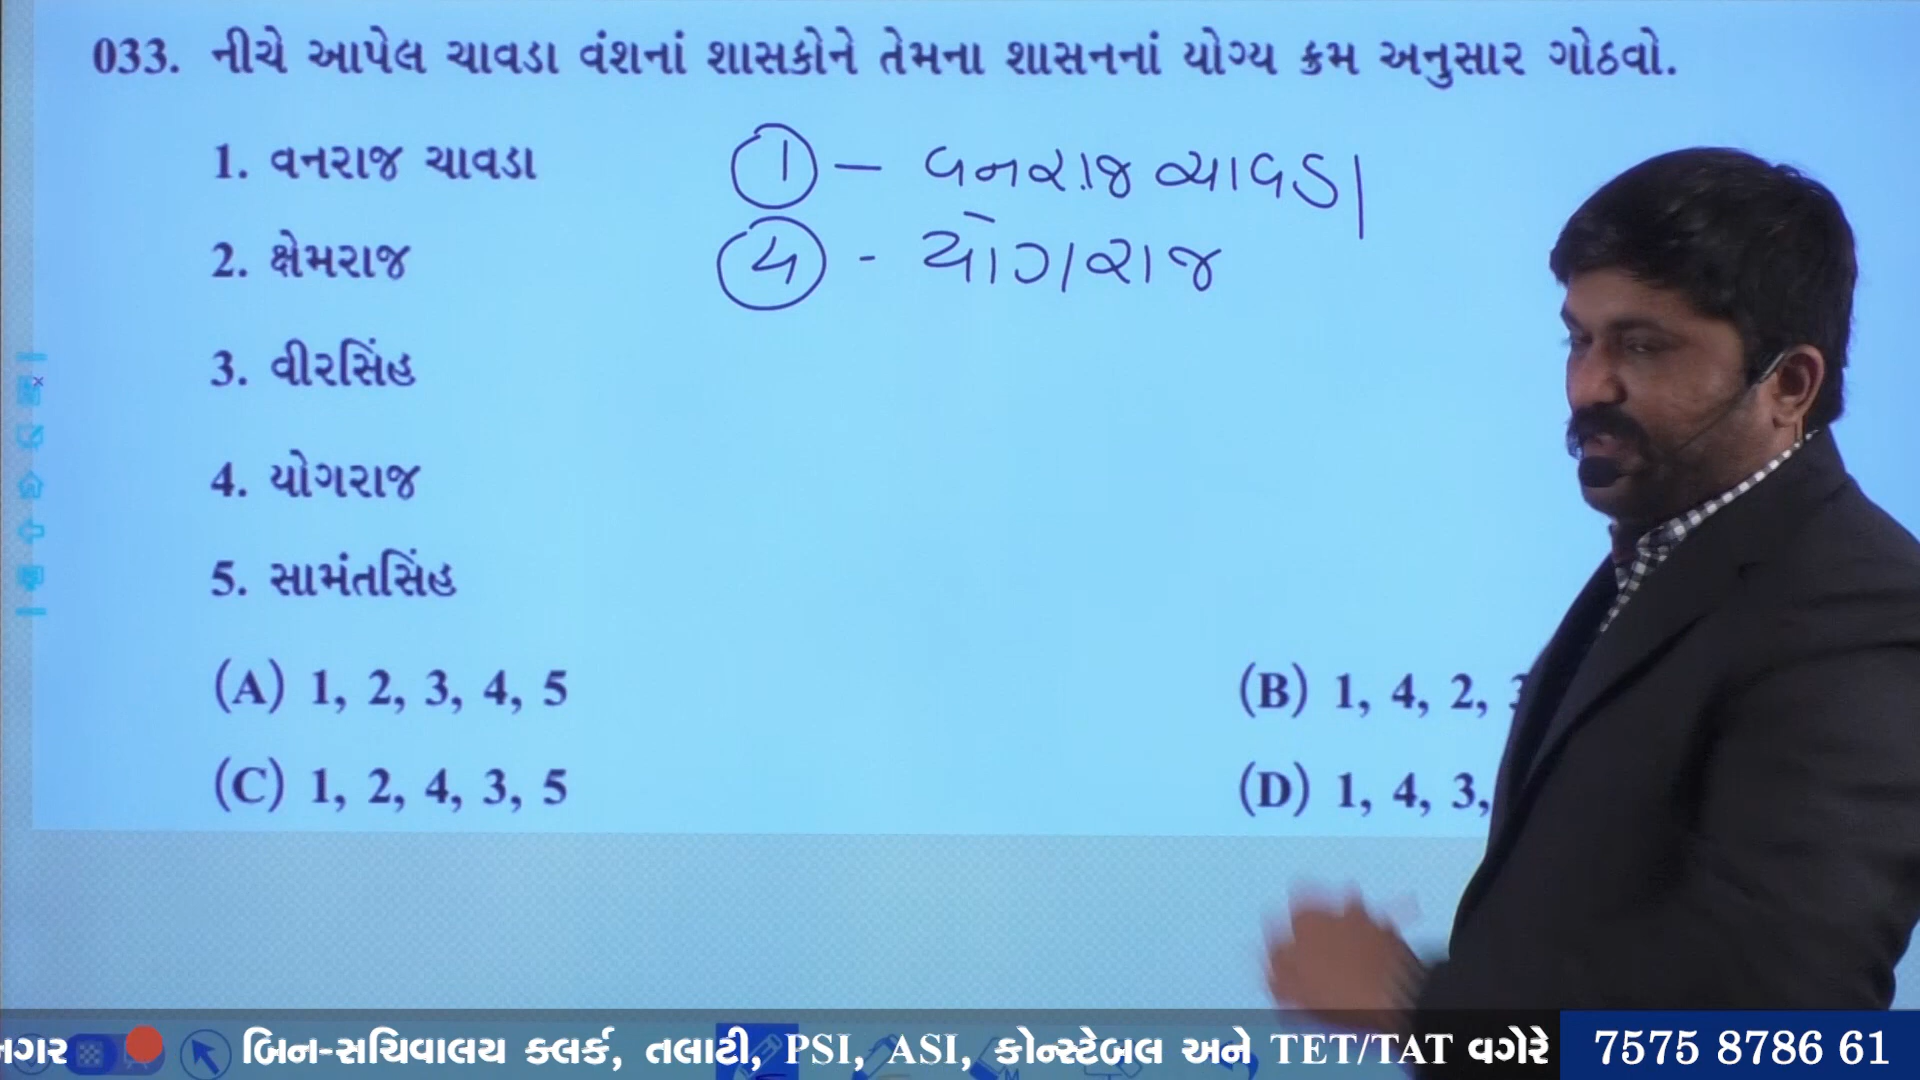 033. નીચે આપેલ ચાવડા વંશનાં શાસકોને તેમના શાસનનાં યોગ્ય ક્રમ અનુસાર ગોઠવો.
1. વનરાજ ચાવડા
① – વનરાજ ચાવડા
2. ક્ષેમરાજ
④ - યોગરાજ
3. વીરસિંહ
4. યોગરાજ
5. સામંતસિંહ
(A) 1, 2, 3, 4, 5
(B) 1, 4, 2,
(C) 1, 2, 4, 3, 5
(D) 1, 4, 3,
બિન-સચિવાલય ક્લર્ક, તલાટી, PSI, ASI, કોન્સ્ટેબલ અને TET/TAT વગેરે
7575 8786 61